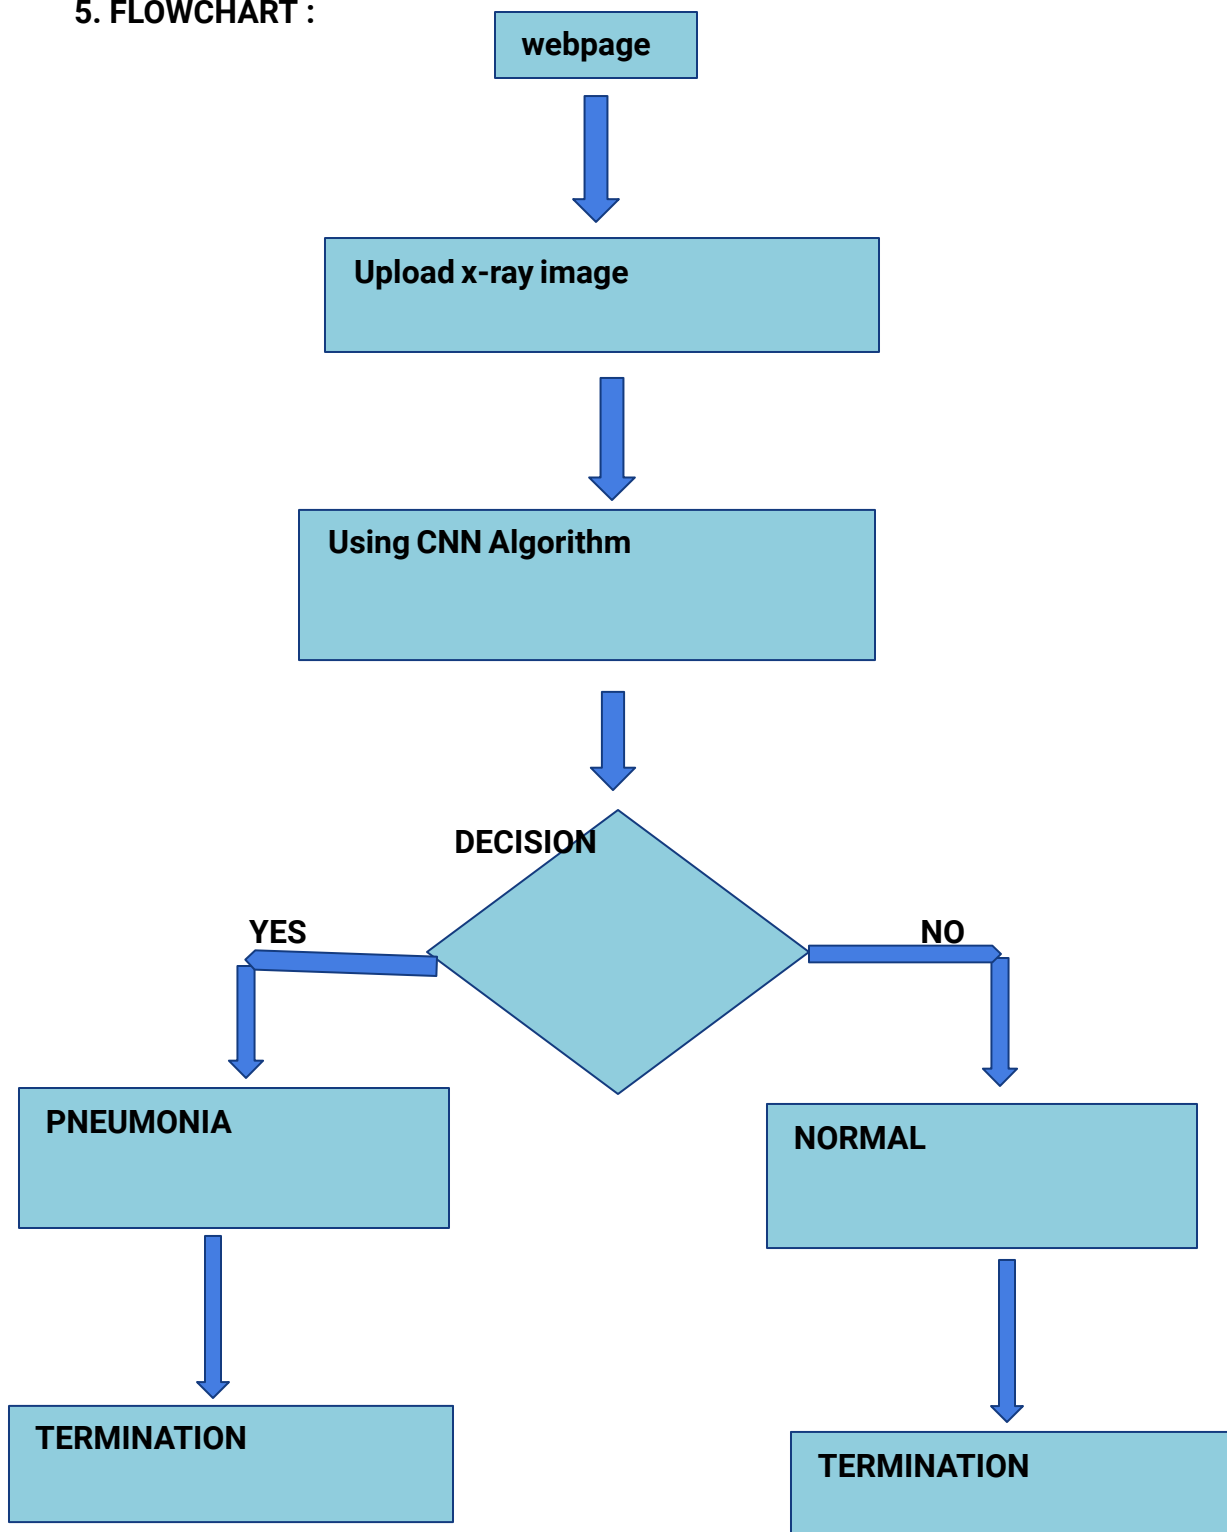 5. FLOWCHART :
webpage
Upload x-ray image
Using CNN Algorithm
DECISION
YES
NO
PNEUMONIA
NORMAL
TERMINATION
TERMINATION